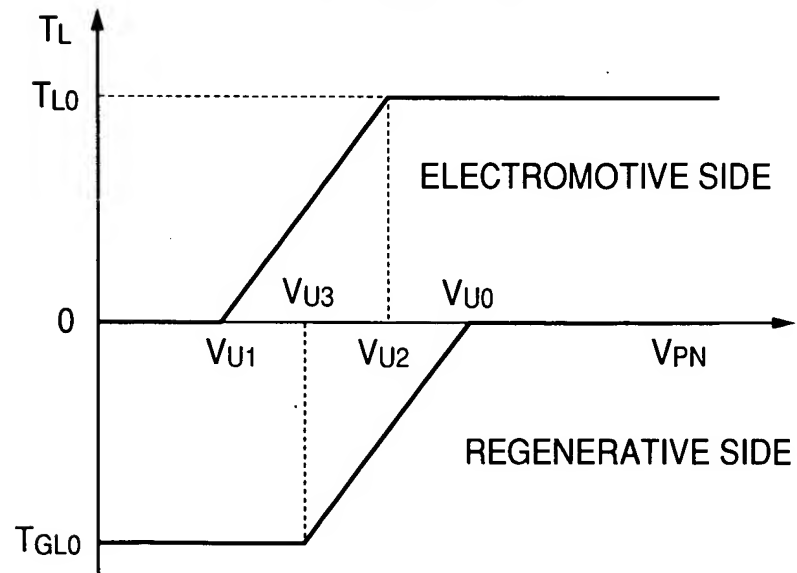 TL
TL0
ELECTROMOTIVE SIDE
VU3
VU0
0
VU1
VU2
VPN
REGENERATIVE SIDE
TGL0